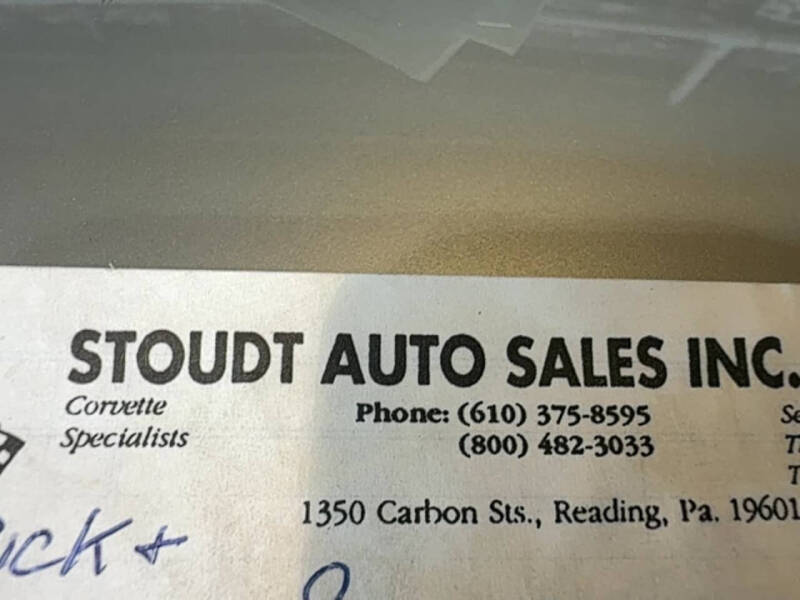 STOUDT AUTO SALES INC.
Corvette
Specialists
Phone: (610) 375-8595
(800) 482-3033
1350 Carbon Sts., Reading, Pa. 19601